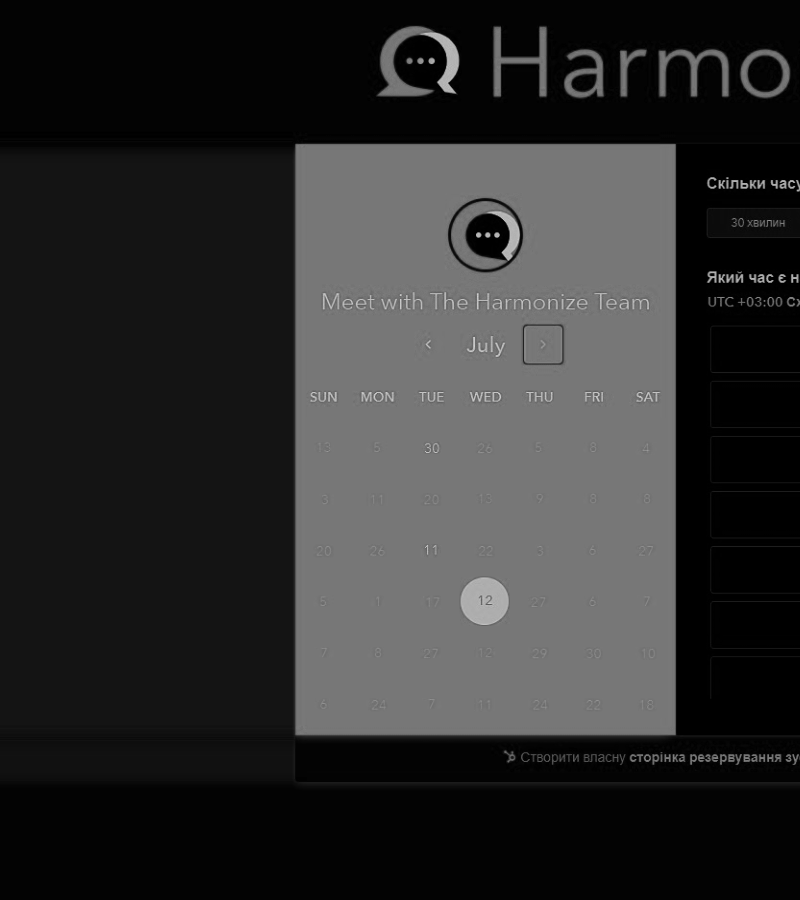 Harmo
Скільки часу
30 хвилин
Який час є н
UTC +03:00 Сх
Meet with The Harmonize Team
‹ July ›
SUN MON TUE WED THU FRI SAT
13 5 30 26 5 8 4
3 11 20 13 9 8 8
20 26 11 22 3 6 27
5 1 17 12 27 6 7
7 8 27 12 29 30 10
6 24 7 11 24 22 18
Створити власну сторінка резервування зу